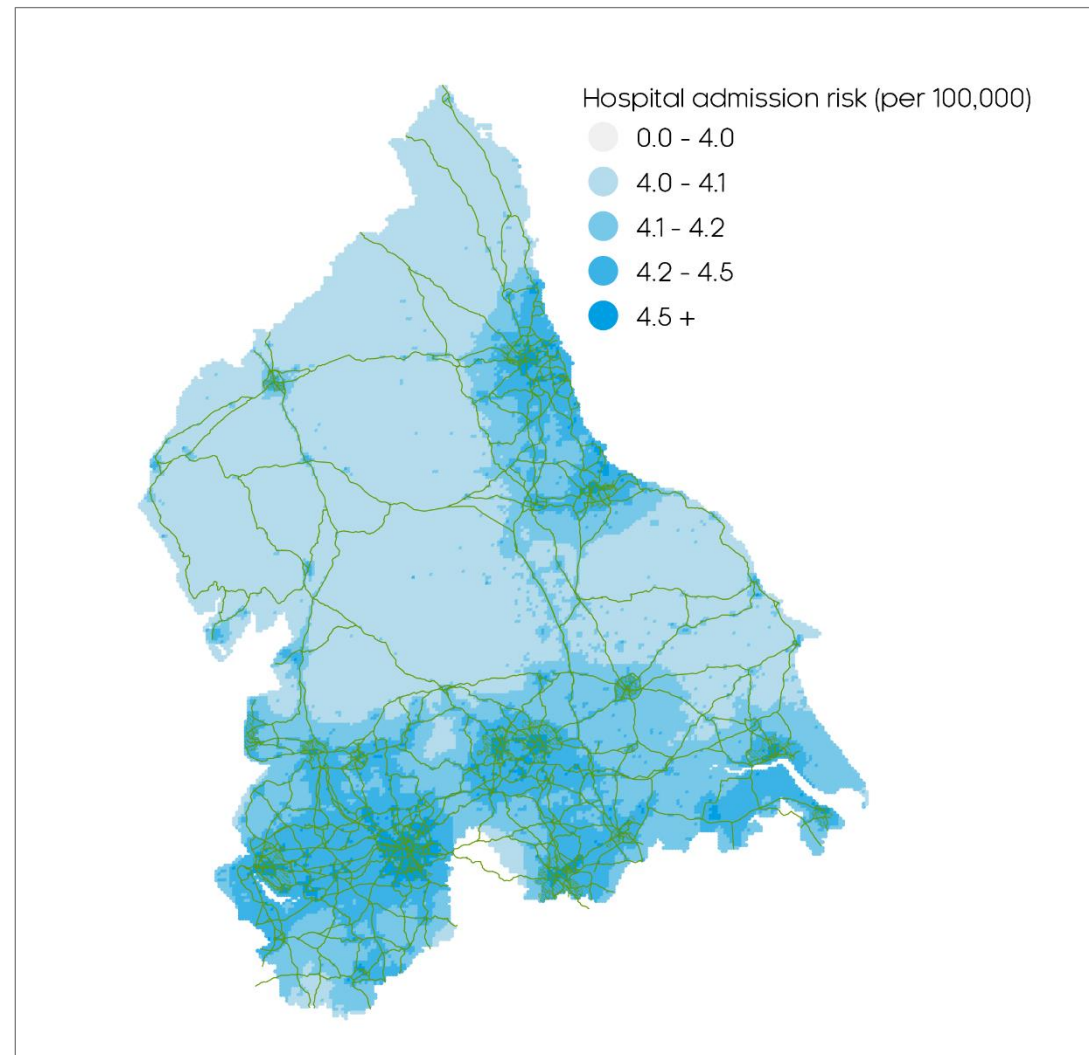 Hospital admission risk (per 100,000)
0.0 - 4.0
4.0 - 4.1
4.1 - 4.2
4.2 - 4.5
4.5 +